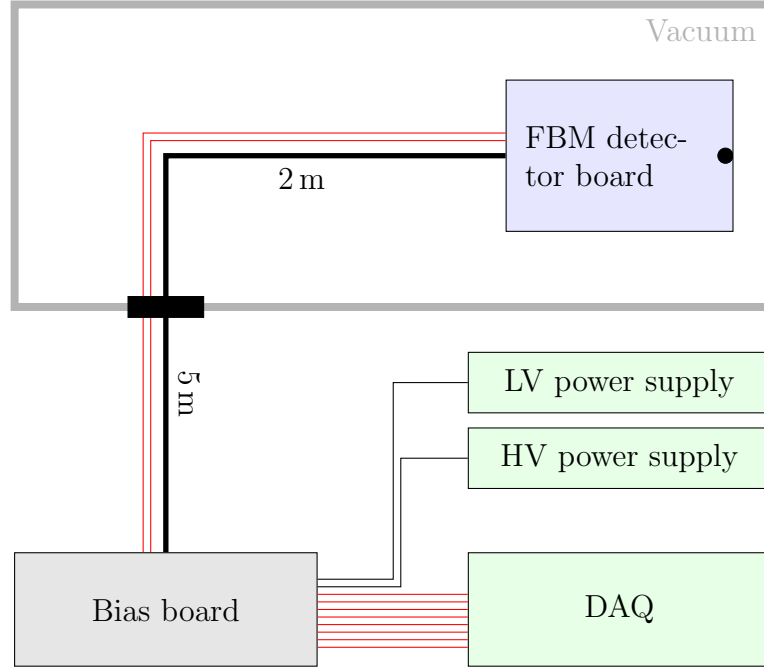 Vacuum
FBM detec-
tor board
2 m
5 m
LV power supply
HV power supply
Bias board
DAQ